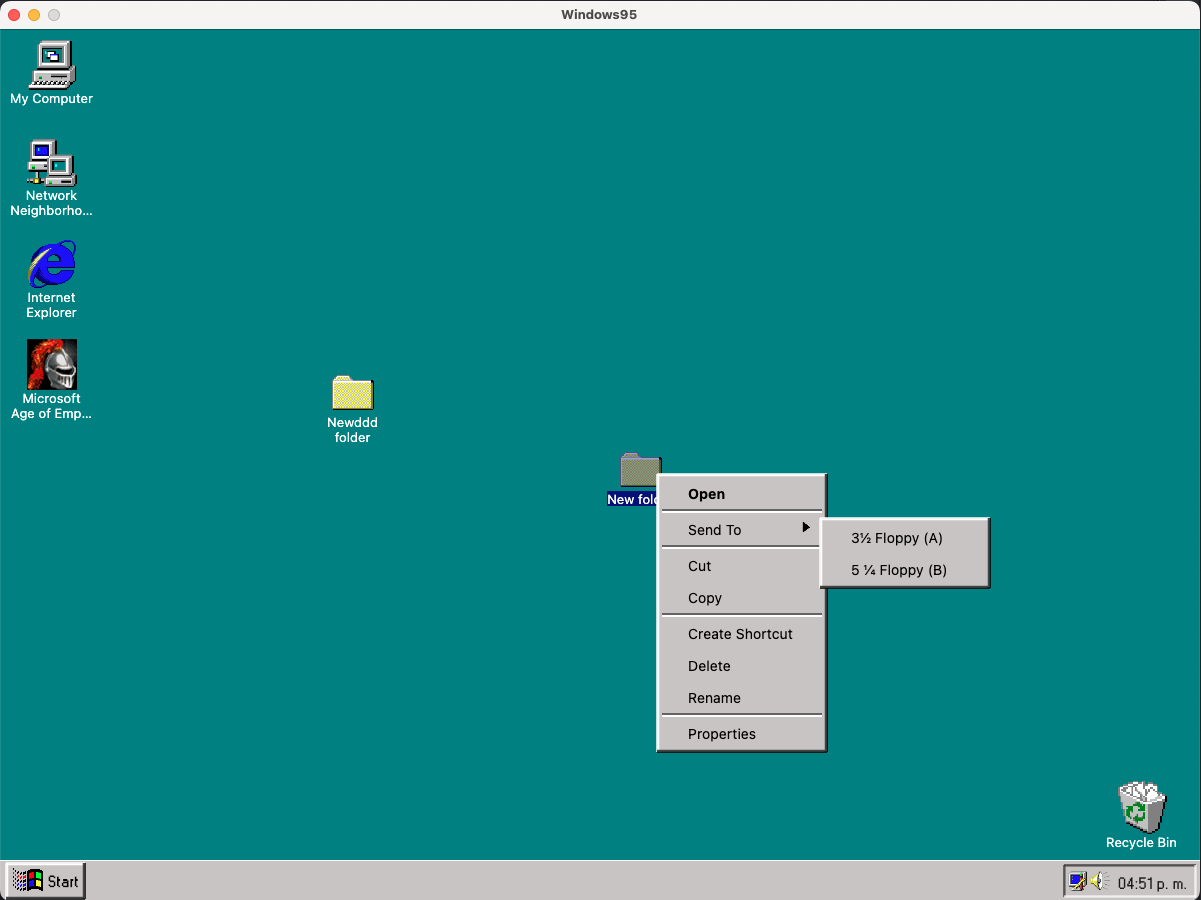 Windows95
My Computer
Network
Neighborho...
Internet
Explorer
Microsoft
Age of Emp...
Newddd
folder
New fol
Open
Send To
Cut
Copy
Create Shortcut
Delete
Rename
Properties
3½ Floppy (A)
5 ¼ Floppy (B)
Recycle Bin
Start
04:51 p. m.